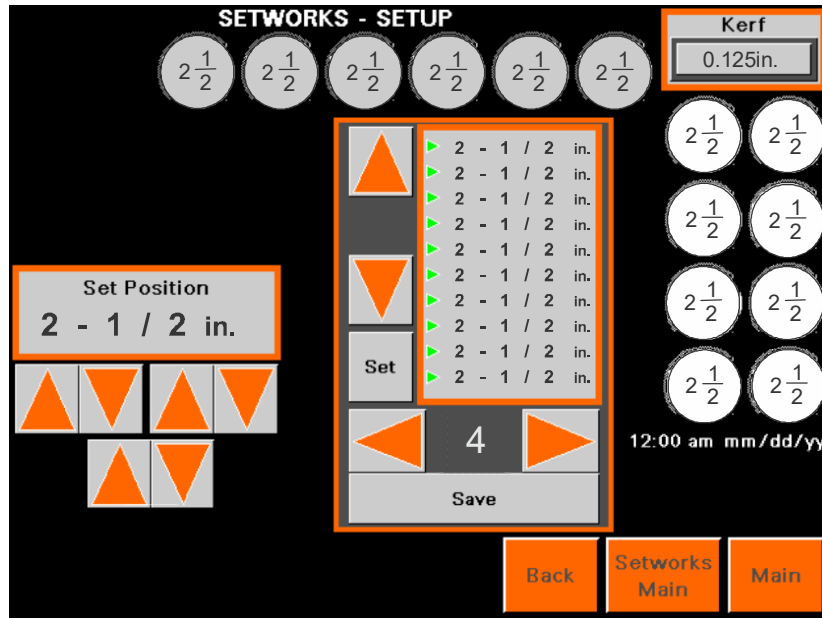 SETWORKS - SETUP
Kerf
0.125in.
2 1/2 2 1/2 2 1/2 2 1/2 2 1/2 2 1/2
2 1/2 2 1/2
2 1/2 2 1/2
2 1/2 2 1/2
2 1/2 2 1/2
2 - 1 / 2 in.
2 - 1 / 2 in.
2 - 1 / 2 in.
2 - 1 / 2 in.
2 - 1 / 2 in.
2 - 1 / 2 in.
2 - 1 / 2 in.
2 - 1 / 2 in.
2 - 1 / 2 in.
2 - 1 / 2 in.
Set Position
2 - 1 / 2 in.
Set
4
Save
12:00 am mm/dd/yy
Back
Setworks
Main
Main